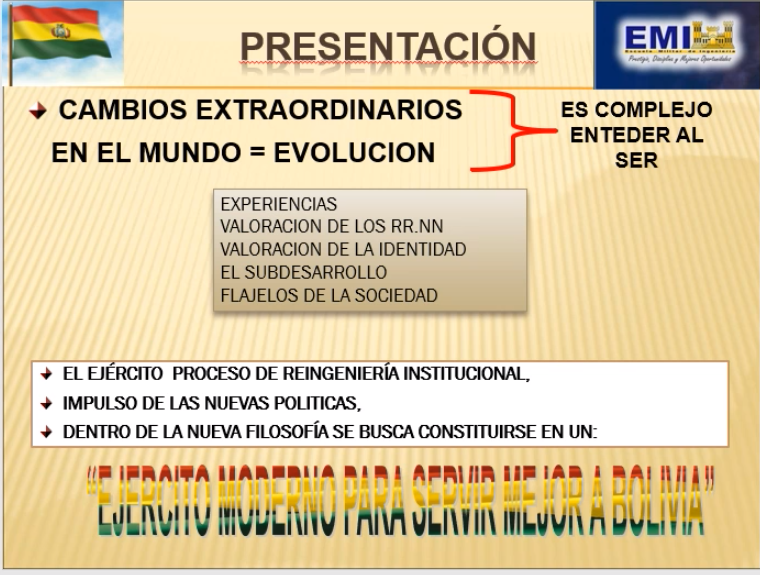 PRESENTACIÓN
EMI
Escuela Militar de Ingeniería
Prestigio, Disciplina y Mejores Oportunidades
CAMBIOS EXTRAORDINARIOS
EN EL MUNDO = EVOLUCION
ES COMPLEJO
ENTEDER AL
SER
EXPERIENCIAS
VALORACION DE LOS RR.NN
VALORACION DE LA IDENTIDAD
EL SUBDESARROLLO
FLAJELOS DE LA SOCIEDAD
EL EJÉRCITO PROCESO DE REINGENIERÍA INSTITUCIONAL,
IMPULSO DE LAS NUEVAS POLITICAS,
DENTRO DE LA NUEVA FILOSOFÍA SE BUSCA CONSTITUIRSE EN UN:
“EJERCITO MODERNO PARA SERVIR MEJOR A BOLIVIA”